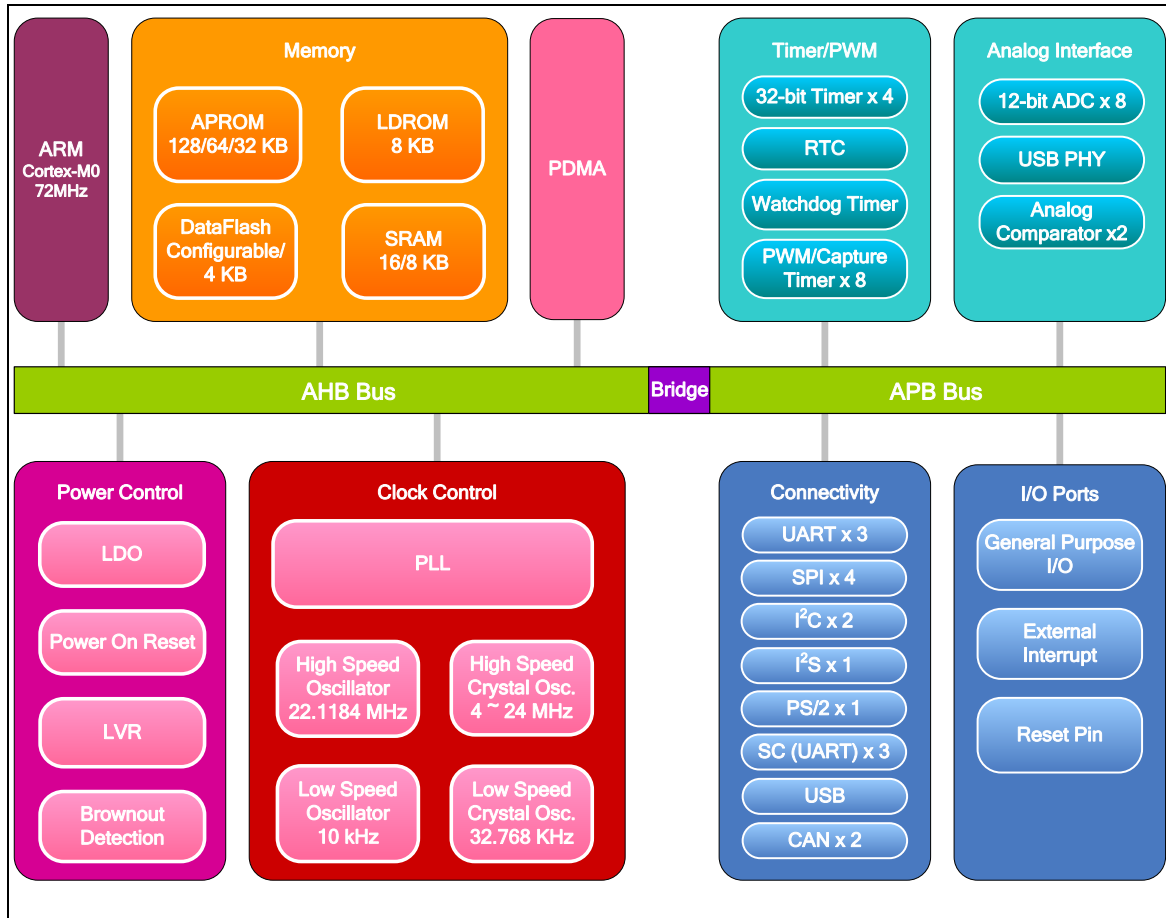 ARM
Cortex-M0
72MHz
Memory
APROM
128/64/32 KB
LDROM
8 KB
DataFlash
Configurable/
4 KB
SRAM
16/8 KB
PDMA
Timer/PWM
32-bit Timer x 4
RTC
Watchdog Timer
PWM/Capture
Timer x 8
Analog Interface
12-bit ADC x 8
USB PHY
Analog
Comparator x2
AHB Bus
Bridge
APB Bus
Power Control
LDO
Power On Reset
LVR
Brownout
Detection
Clock Control
PLL
High Speed
Oscillator
22.1184 MHz
High Speed
Crystal Osc.
4 ~ 24 MHz
Low Speed
Oscillator
10 kHz
Low Speed
Crystal Osc.
32.768 KHz
Connectivity
UART x 3
SPI x 4
I²C x 2
I²S x 1
PS/2 x 1
SC (UART) x 3
USB
CAN x 2
I/O Ports
General Purpose
I/O
External
Interrupt
Reset Pin